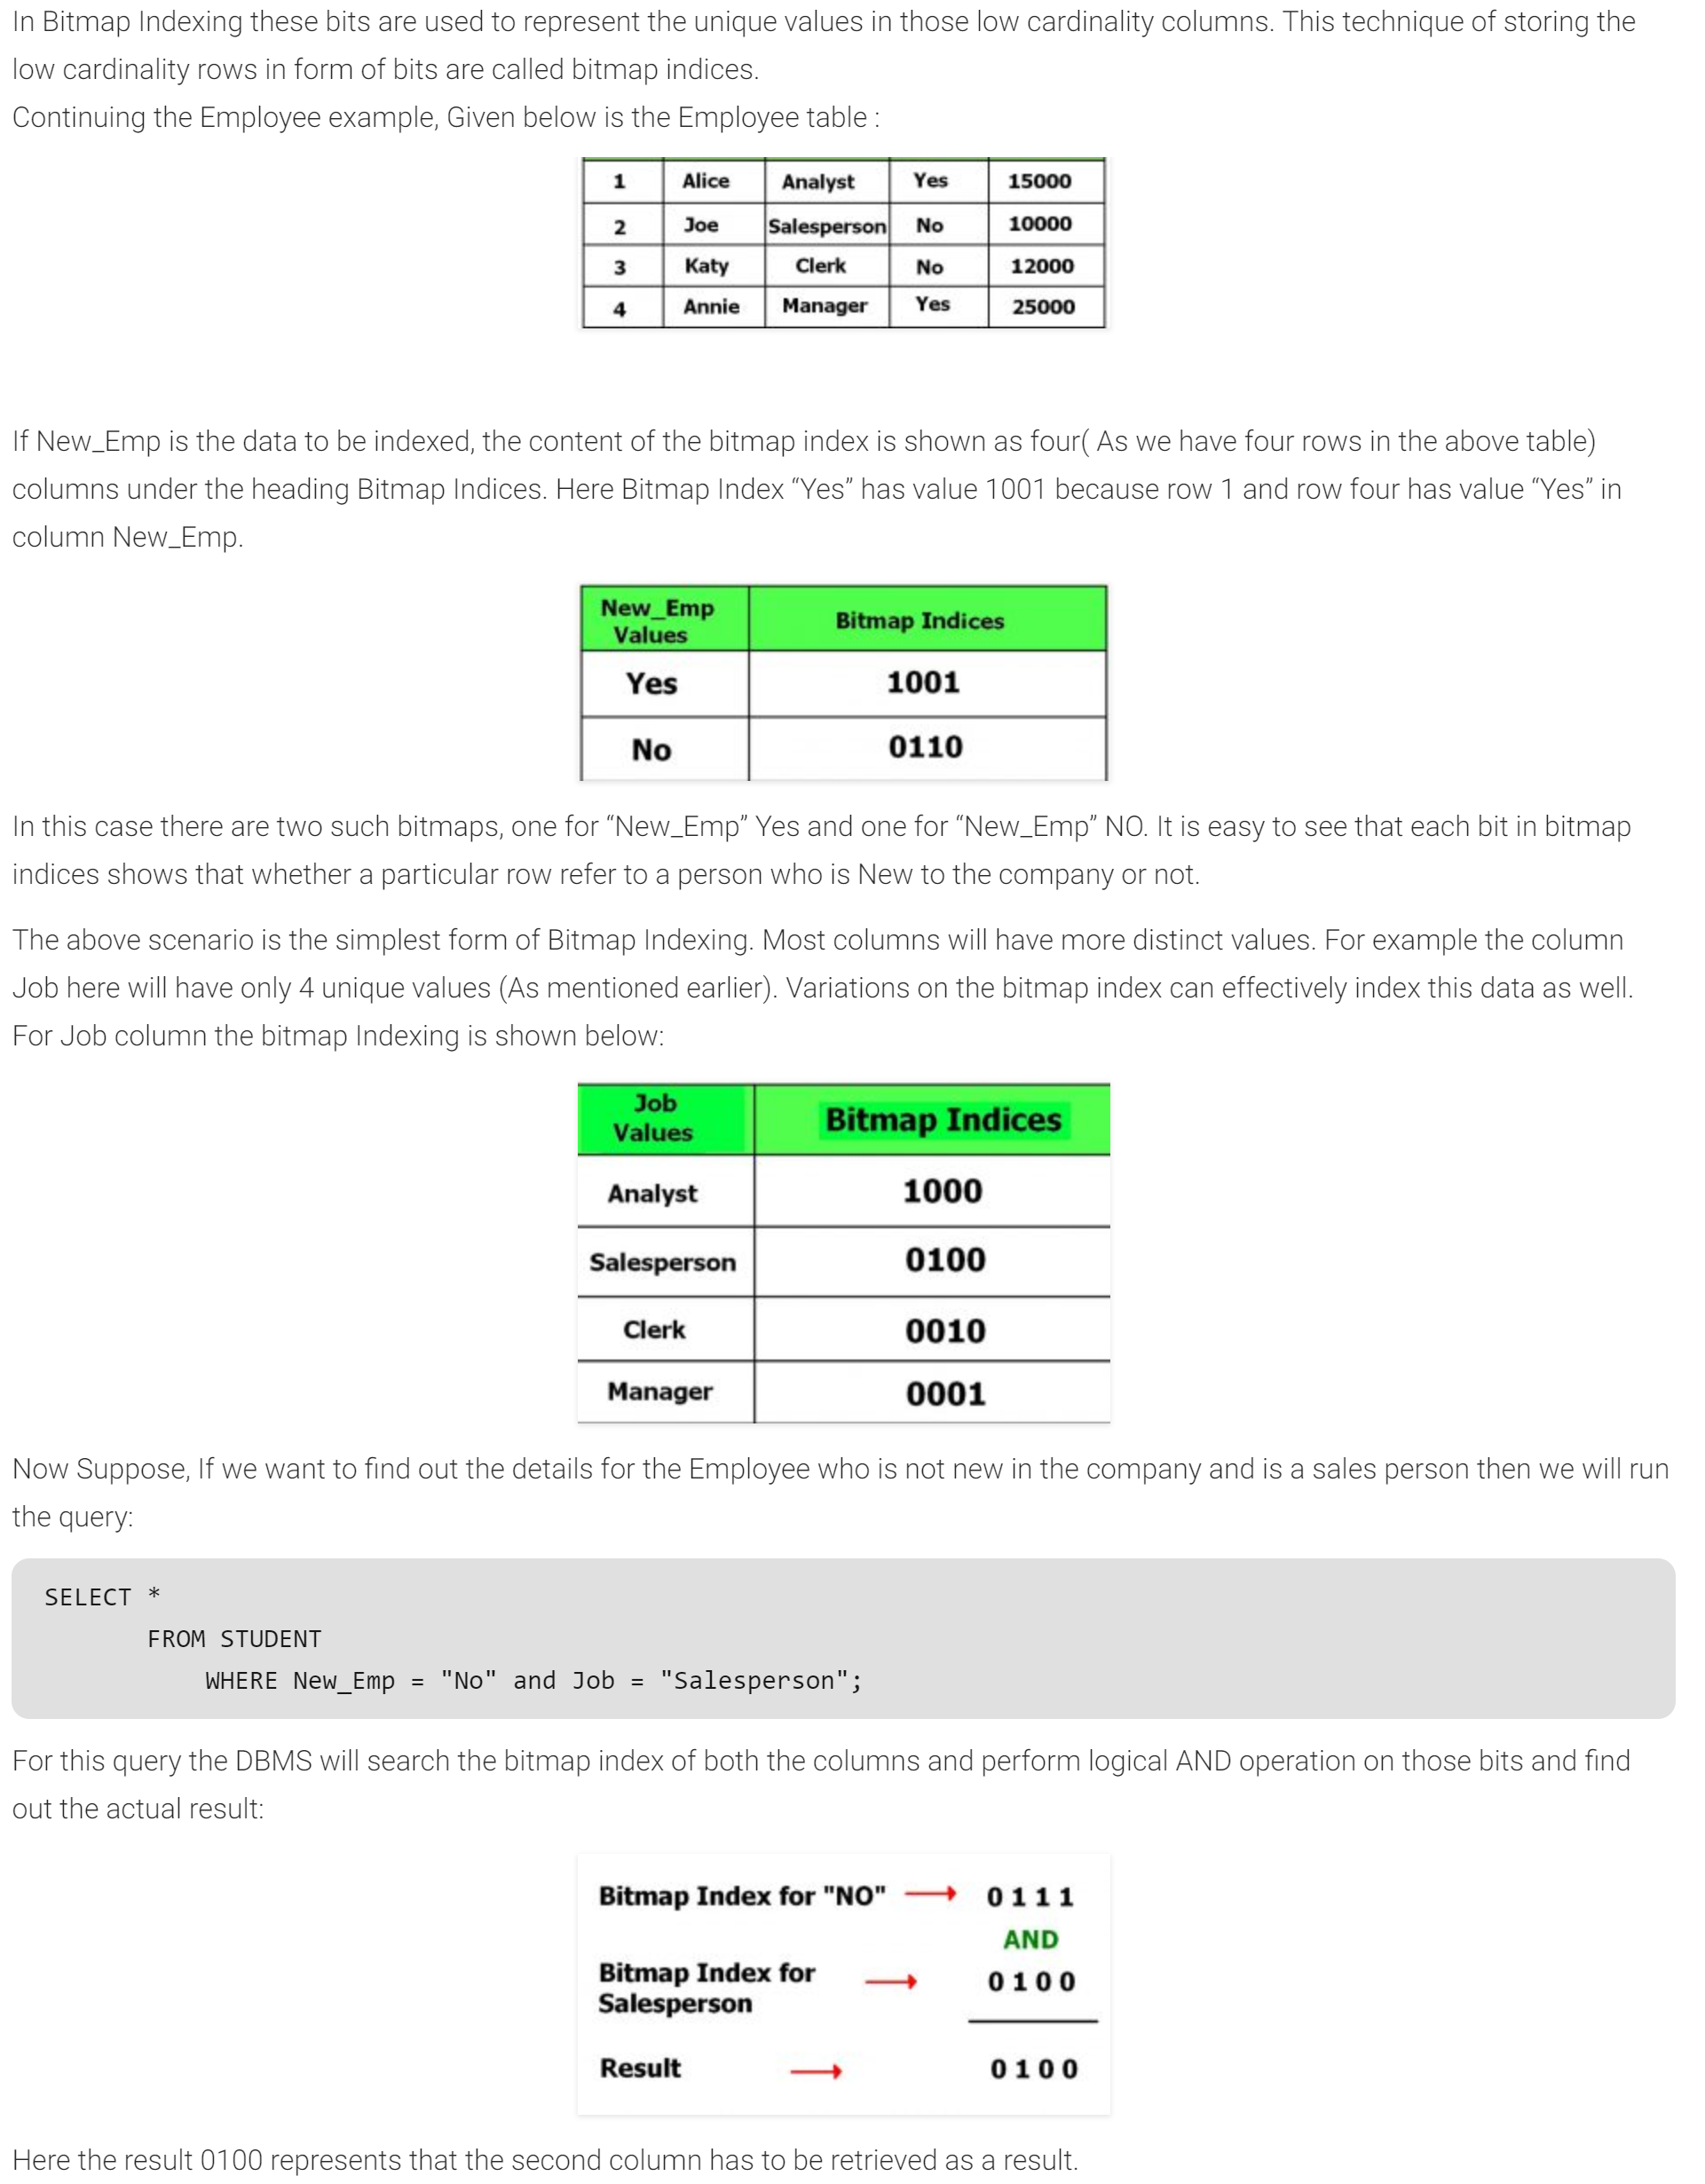 In Bitmap Indexing these bits are used to represent the unique values in those low cardinality columns. This technique of storing the
low cardinality rows in form of bits are called bitmap indices.
Continuing the Employee example, Given below is the Employee table :
1 Alice Analyst Yes 15000
2 Joe Salesperson No 10000
3 Katy Clerk No 12000
4 Annie Manager Yes 25000
If New_Emp is the data to be indexed, the content of the bitmap index is shown as four( As we have four rows in the above table)
columns under the heading Bitmap Indices. Here Bitmap Index “Yes” has value 1001 because row 1 and row four has value “Yes” in
column New_Emp.
New_Emp
Values
Bitmap Indices
Yes 1001
No 0110
In this case there are two such bitmaps, one for “New_Emp” Yes and one for “New_Emp” NO. It is easy to see that each bit in bitmap
indices shows that whether a particular row refer to a person who is New to the company or not.
The above scenario is the simplest form of Bitmap Indexing. Most columns will have more distinct values. For example the column
Job here will have only 4 unique values (As mentioned earlier). Variations on the bitmap index can effectively index this data as well.
For Job column the bitmap Indexing is shown below:
Job
Values
Bitmap Indices
Analyst 1000
Salesperson 0100
Clerk 0010
Manager 0001
Now Suppose, If we want to find out the details for the Employee who is not new in the company and is a sales person then we will run
the query:
SELECT *
FROM STUDENT
WHERE New_Emp = "No" and Job = "Salesperson";
For this query the DBMS will search the bitmap index of both the columns and perform logical AND operation on those bits and find
out the actual result:
Bitmap Index for "NO" 0 1 1 1
AND
Bitmap Index for
Salesperson
0 1 0 0
Result 0 1 0 0
Here the result 0100 represents that the second column has to be retrieved as a result.